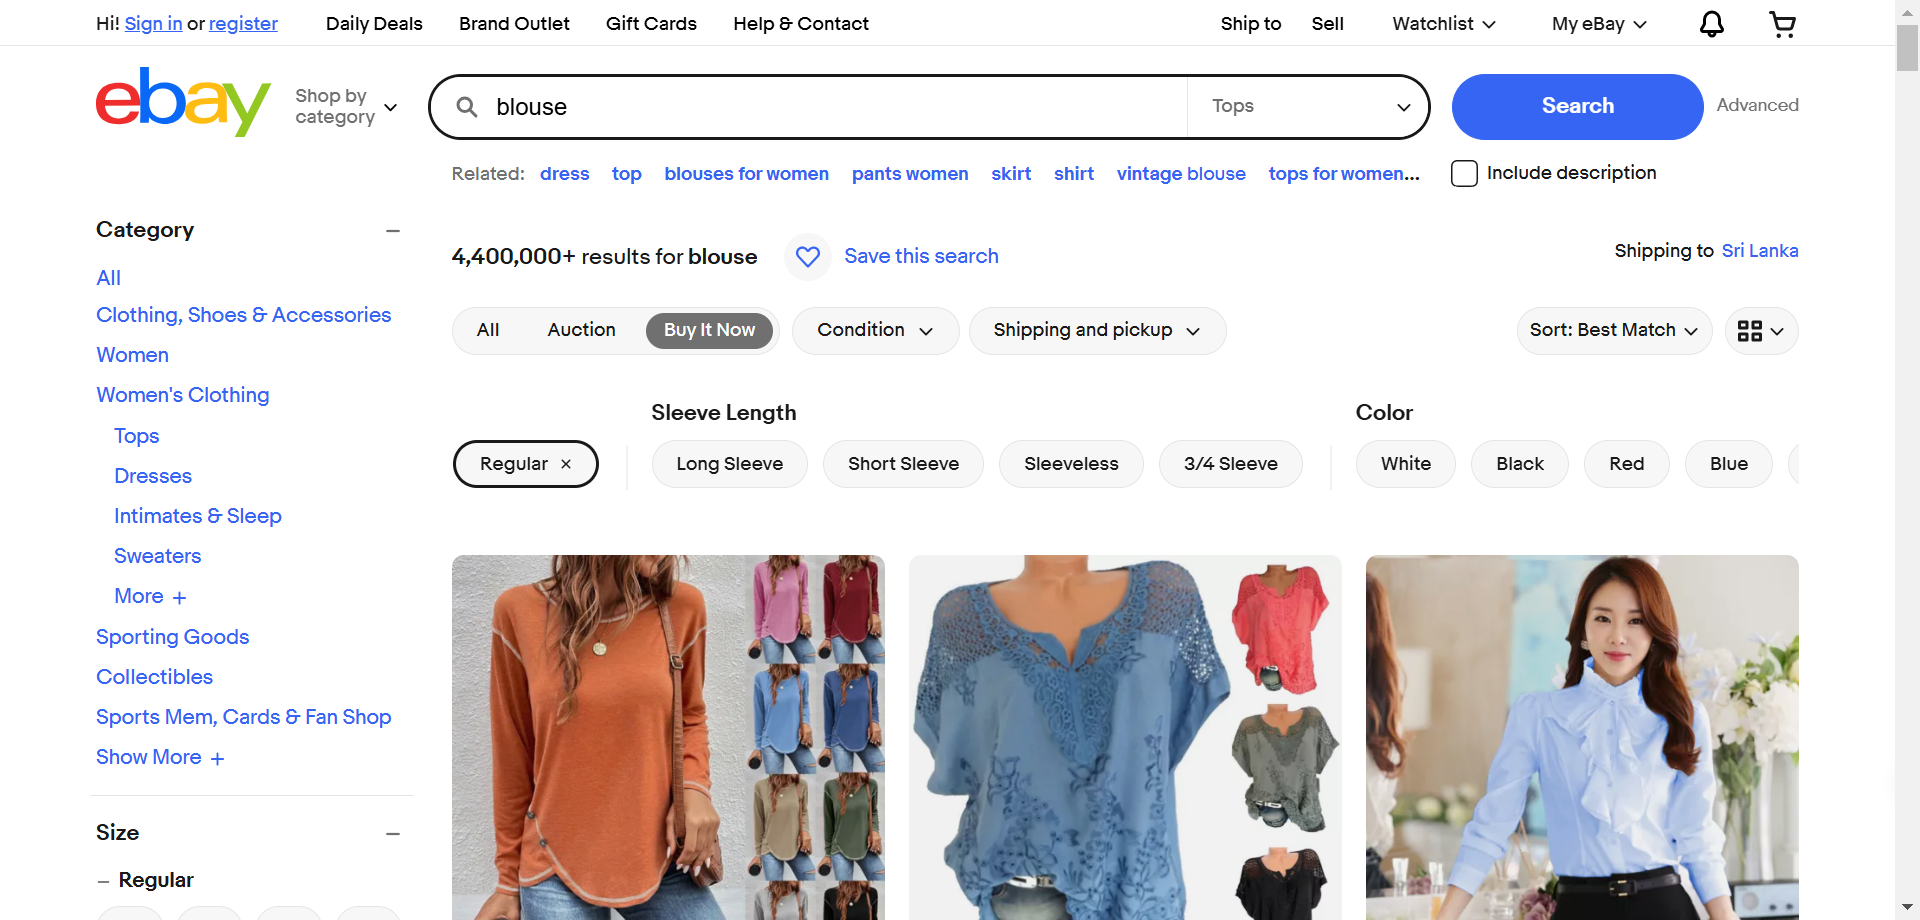 Hi! Sign in or register
Daily Deals
Brand Outlet
Gift Cards
Help & Contact
Ship to
Sell
Watchlist
My eBay
ebay
Shop by
category
blouse
Tops
Search
Advanced
Related: dress top blouses for women pants women skirt shirt vintage blouse tops for women...
Include description
Category
All
Clothing, Shoes & Accessories
Women
Women's Clothing
Tops
Dresses
Intimates & Sleep
Sweaters
More +
Sporting Goods
Collectibles
Sports Mem, Cards & Fan Shop
Show More +
Size
Regular
4,400,000+ results for blouse
Save this search
Shipping to Sri Lanka
All
Auction
Buy It Now
Condition
Shipping and pickup
Sort: Best Match
Regular ×
Sleeve Length
Long Sleeve
Short Sleeve
Sleeveless
3/4 Sleeve
Color
White
Black
Red
Blue